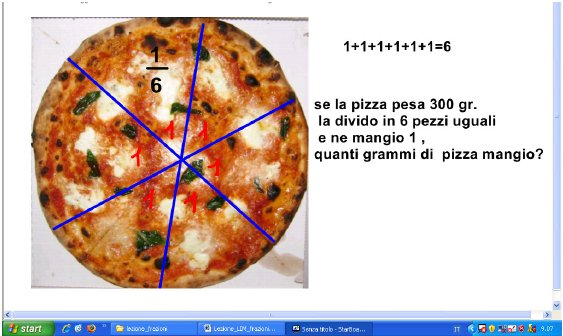 1
6
1+1+1+1+1+1=6
se la pizza pesa 300 gr.
la divido in 6 pezzi uguali
e ne mangio 1 ,
quanti grammi di pizza mangio?
1
1
1
1
1
1
start
lezione_frazioni
Lezione_LIM_frazioni...
Senza titolo - StarBoa...
IT
9.07